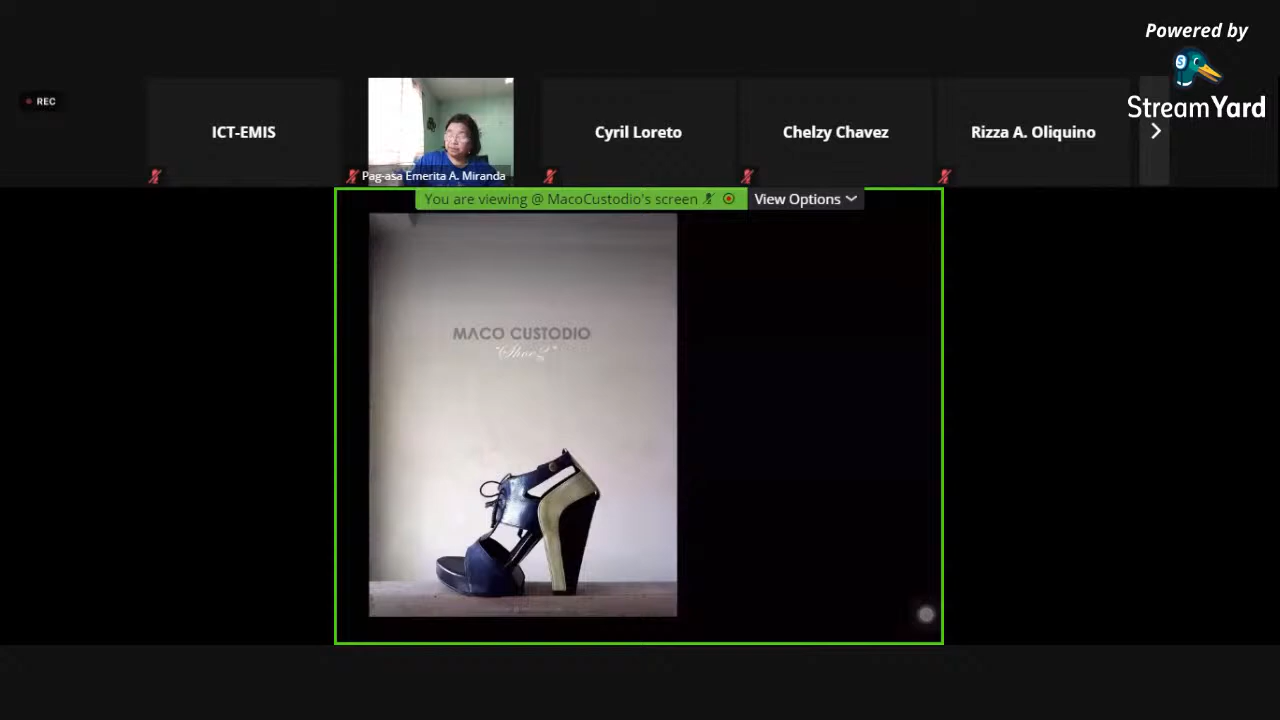 Powered by
StreamYard
REC
ICT-EMIS
Pag-asa Emerita A. Miranda
Cyril Loreto
Chelzy Chavez
Rizza A. Oliquino
You are viewing @ MacoCustodio's screen
View Options
MACO CUSTODIO